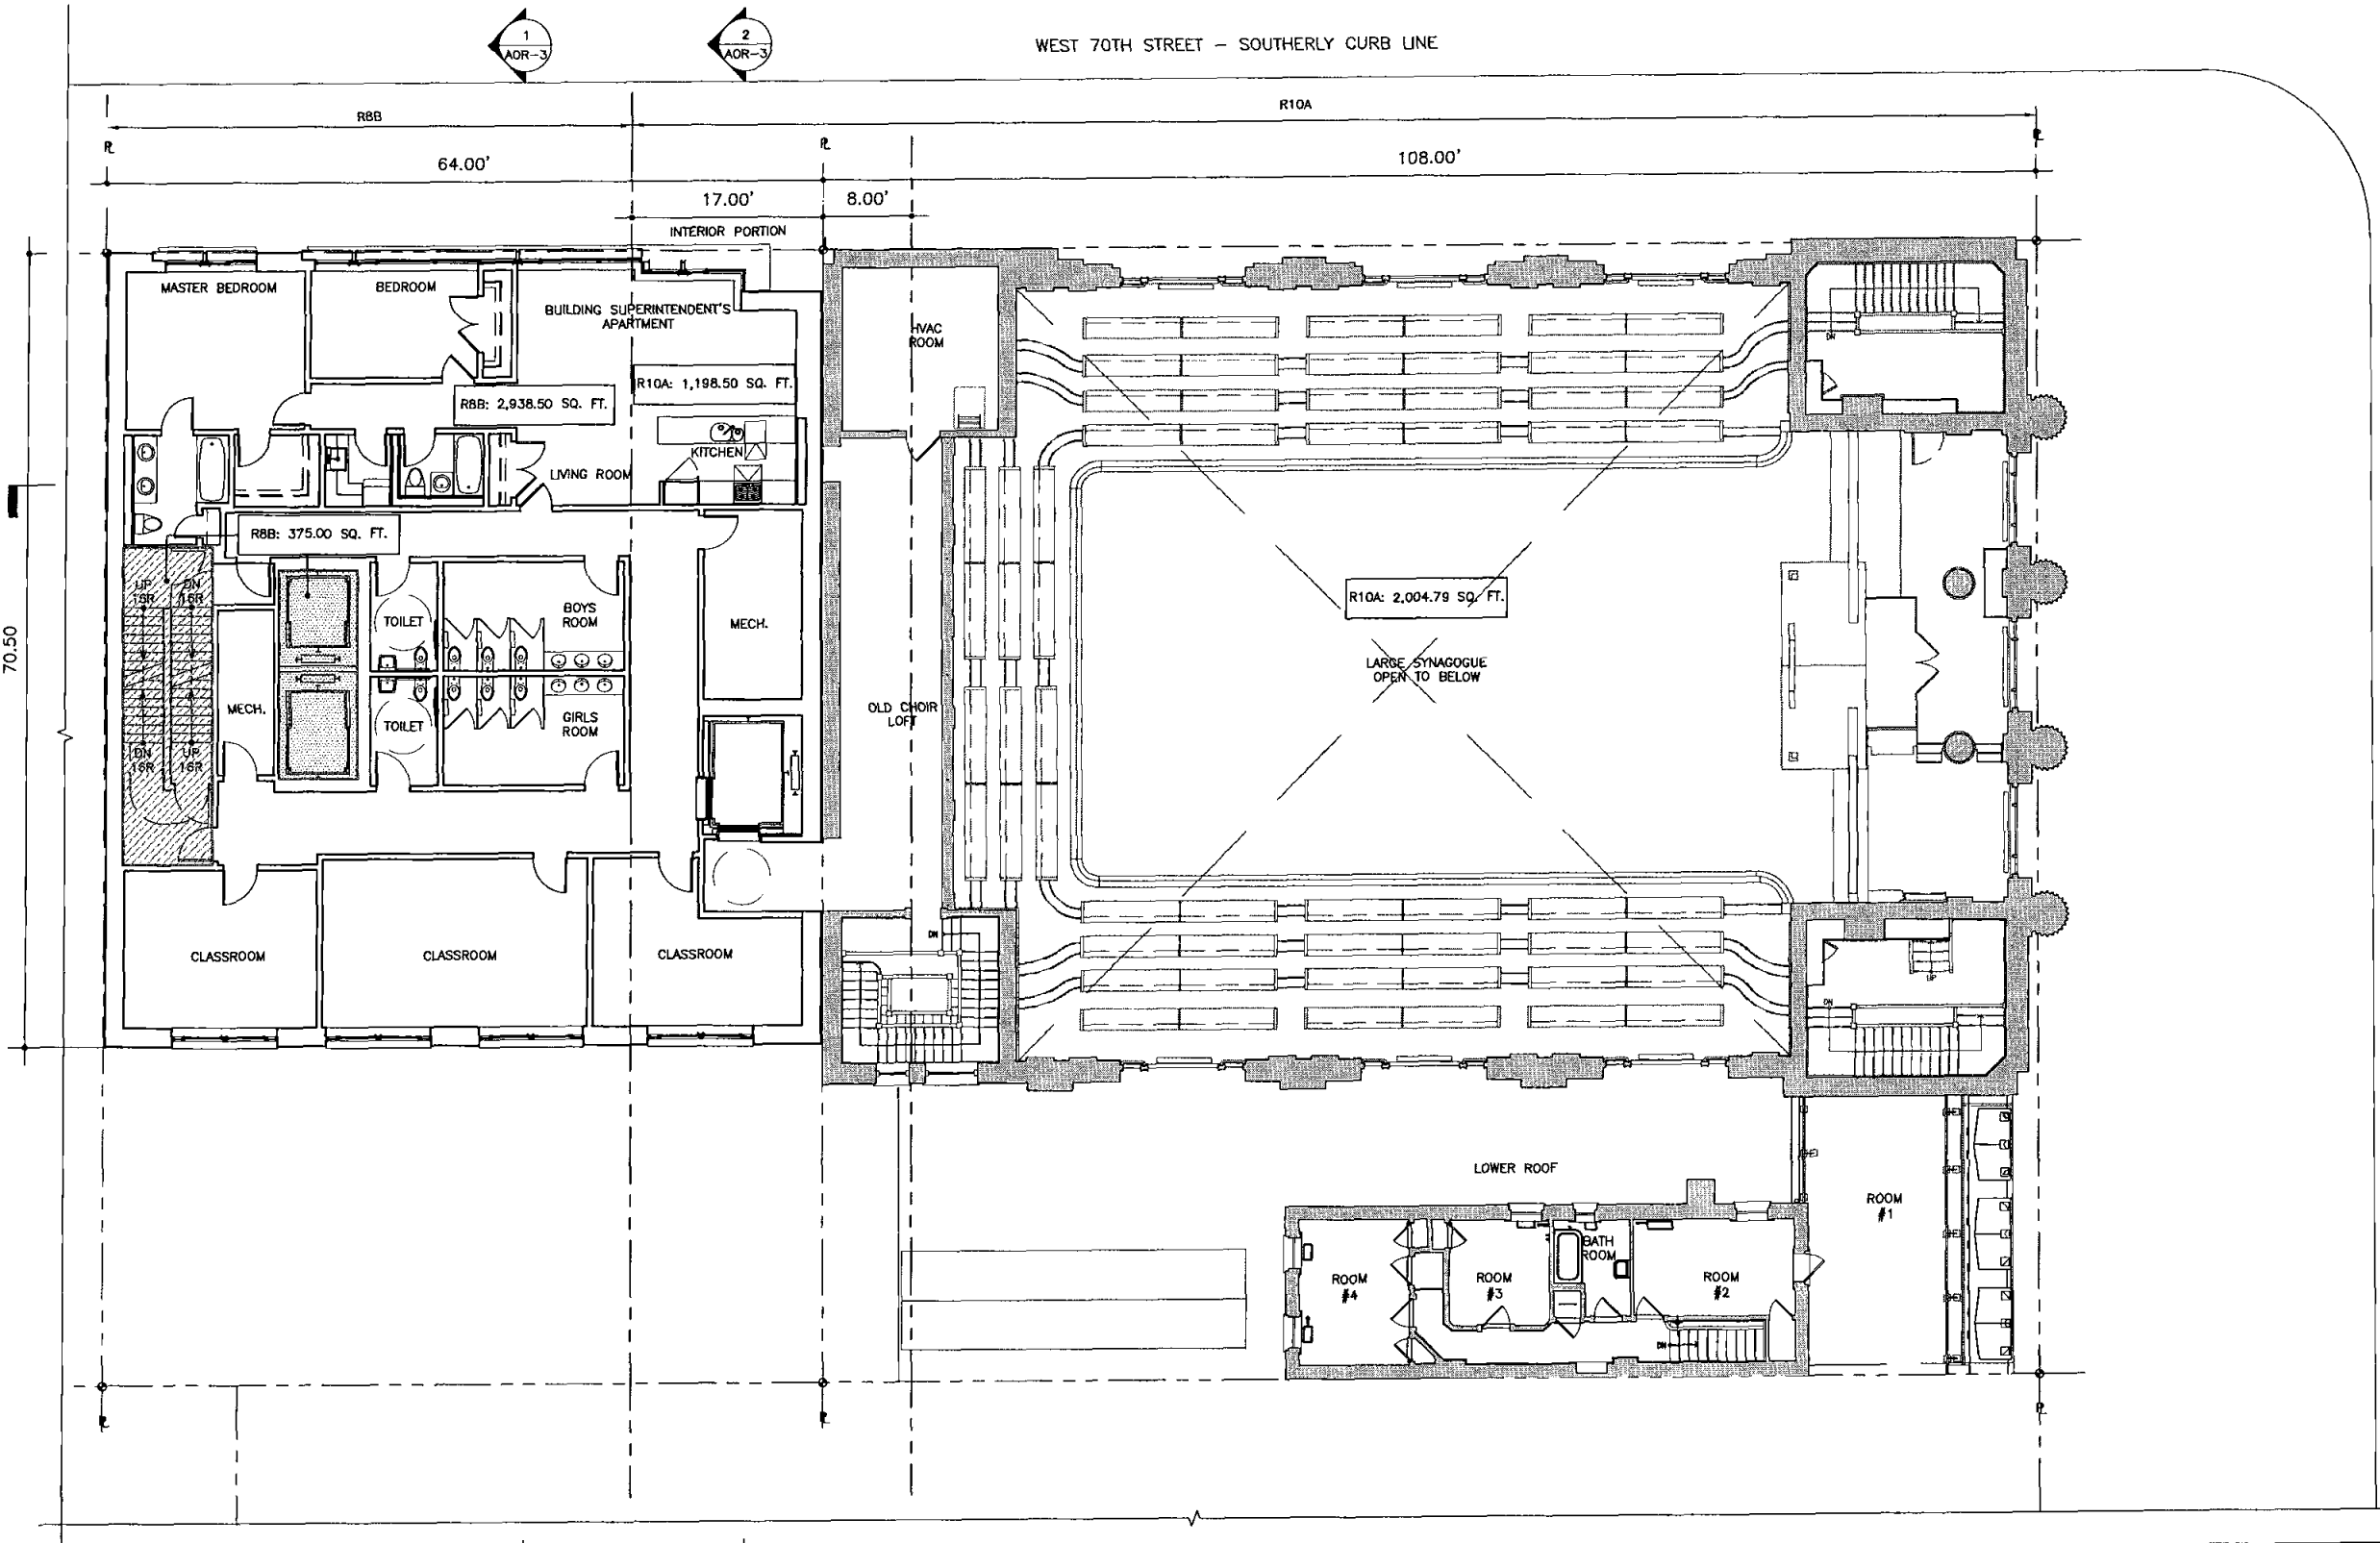 1
AOR-3
2
AOR-3
WEST 70TH STREET - SOUTHERLY CURB LINE
R8B
R10A
64.00'
108.00'
17.00'
8.00'
INTERIOR PORTION
MASTER BEDROOM
BEDROOM
BUILDING SUPERINTENDENT'S
APARTMENT
HVAC
ROOM
DN
R10A: 1,198.50 SQ. FT.
R8B: 2,938.50 SQ. FT.
KITCHEN
LIVING ROOM
R8B: 375.00 SQ. FT.
UP
16R
DN
16R
BOYS
ROOM
TOILET
MECH.
R10A: 2,004.79 SQ. FT.
70.50
LARGE SYNAGOGUE
OPEN TO BELOW
MECH.
TOILET
GIRLS
ROOM
OLD CHOIR
LOFT
DN
16R
UP
16R
DN
CLASSROOM
CLASSROOM
CLASSROOM
UP
DN
LOWER ROOF
ROOM
#1
BATH
ROOM
ROOM
#4
ROOM
#3
ROOM
#2
DN